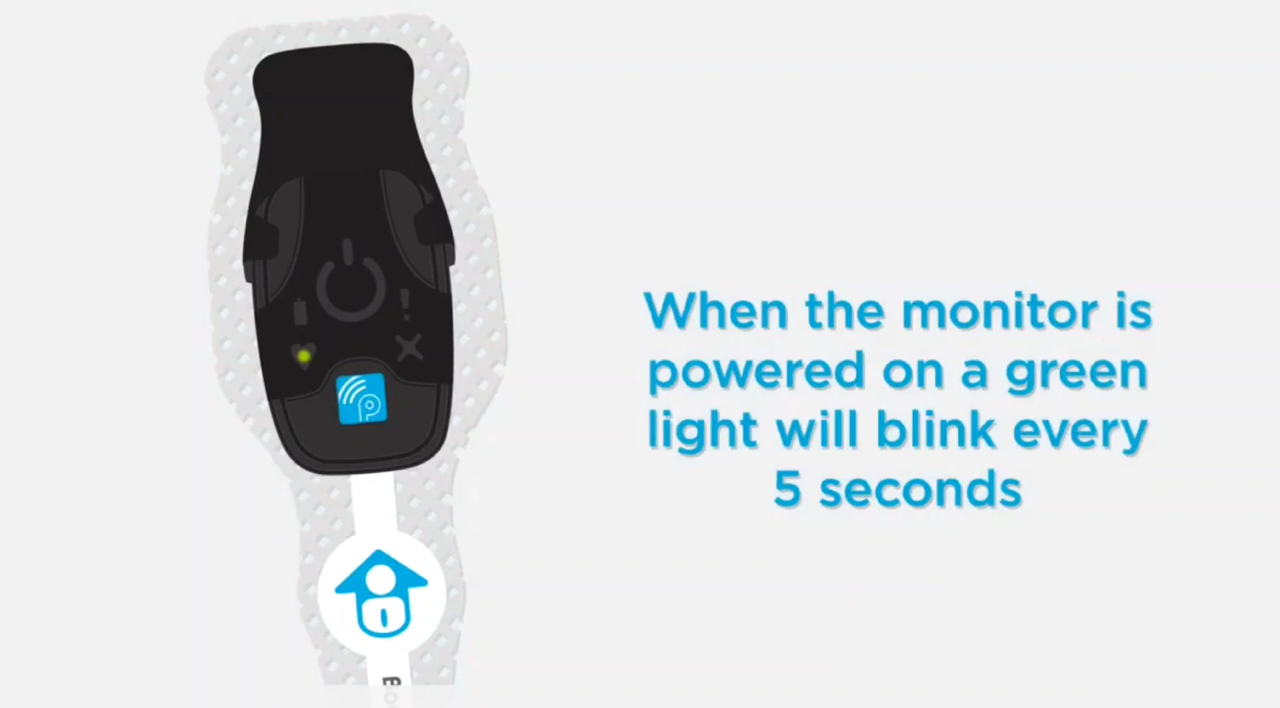 When the monitor is
powered on a green
light will blink every
5 seconds